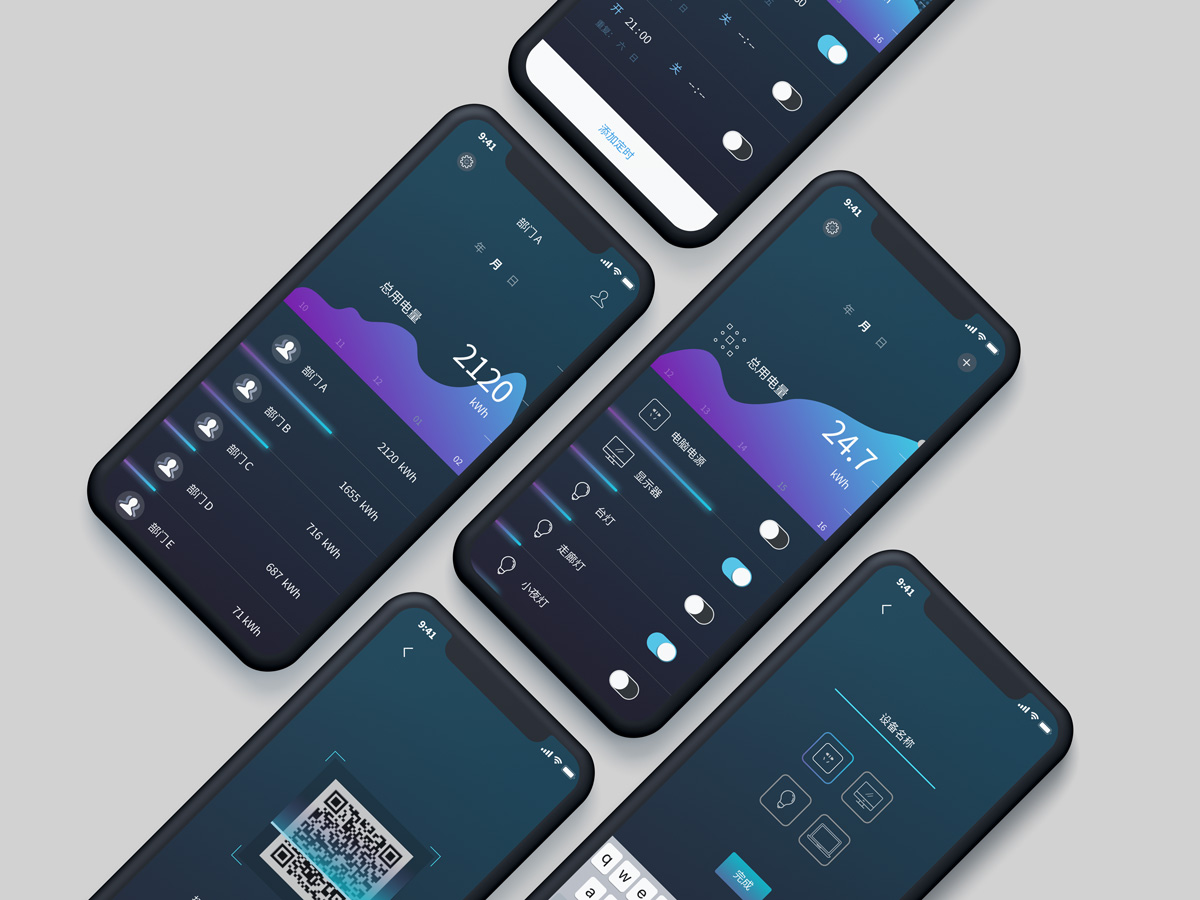 开 21:00
关 --:--
重复: 六 日
关 --:--
添加定时
16
9:41
部门A
年 月 日
总用电量
2120
kWh
10 11 12 01 02
部门A
2120 kWh
部门B
1655 kWh
部门C
716 kWh
部门D
687 kWh
部门E
71 kWh
9:41
年 月 日
总用电量
24.7
kWh
12 13 14 15 16
电脑电源
显示器
台灯
走廊灯
小夜灯
9:41
9:41
设备名称
完成
q w e
a